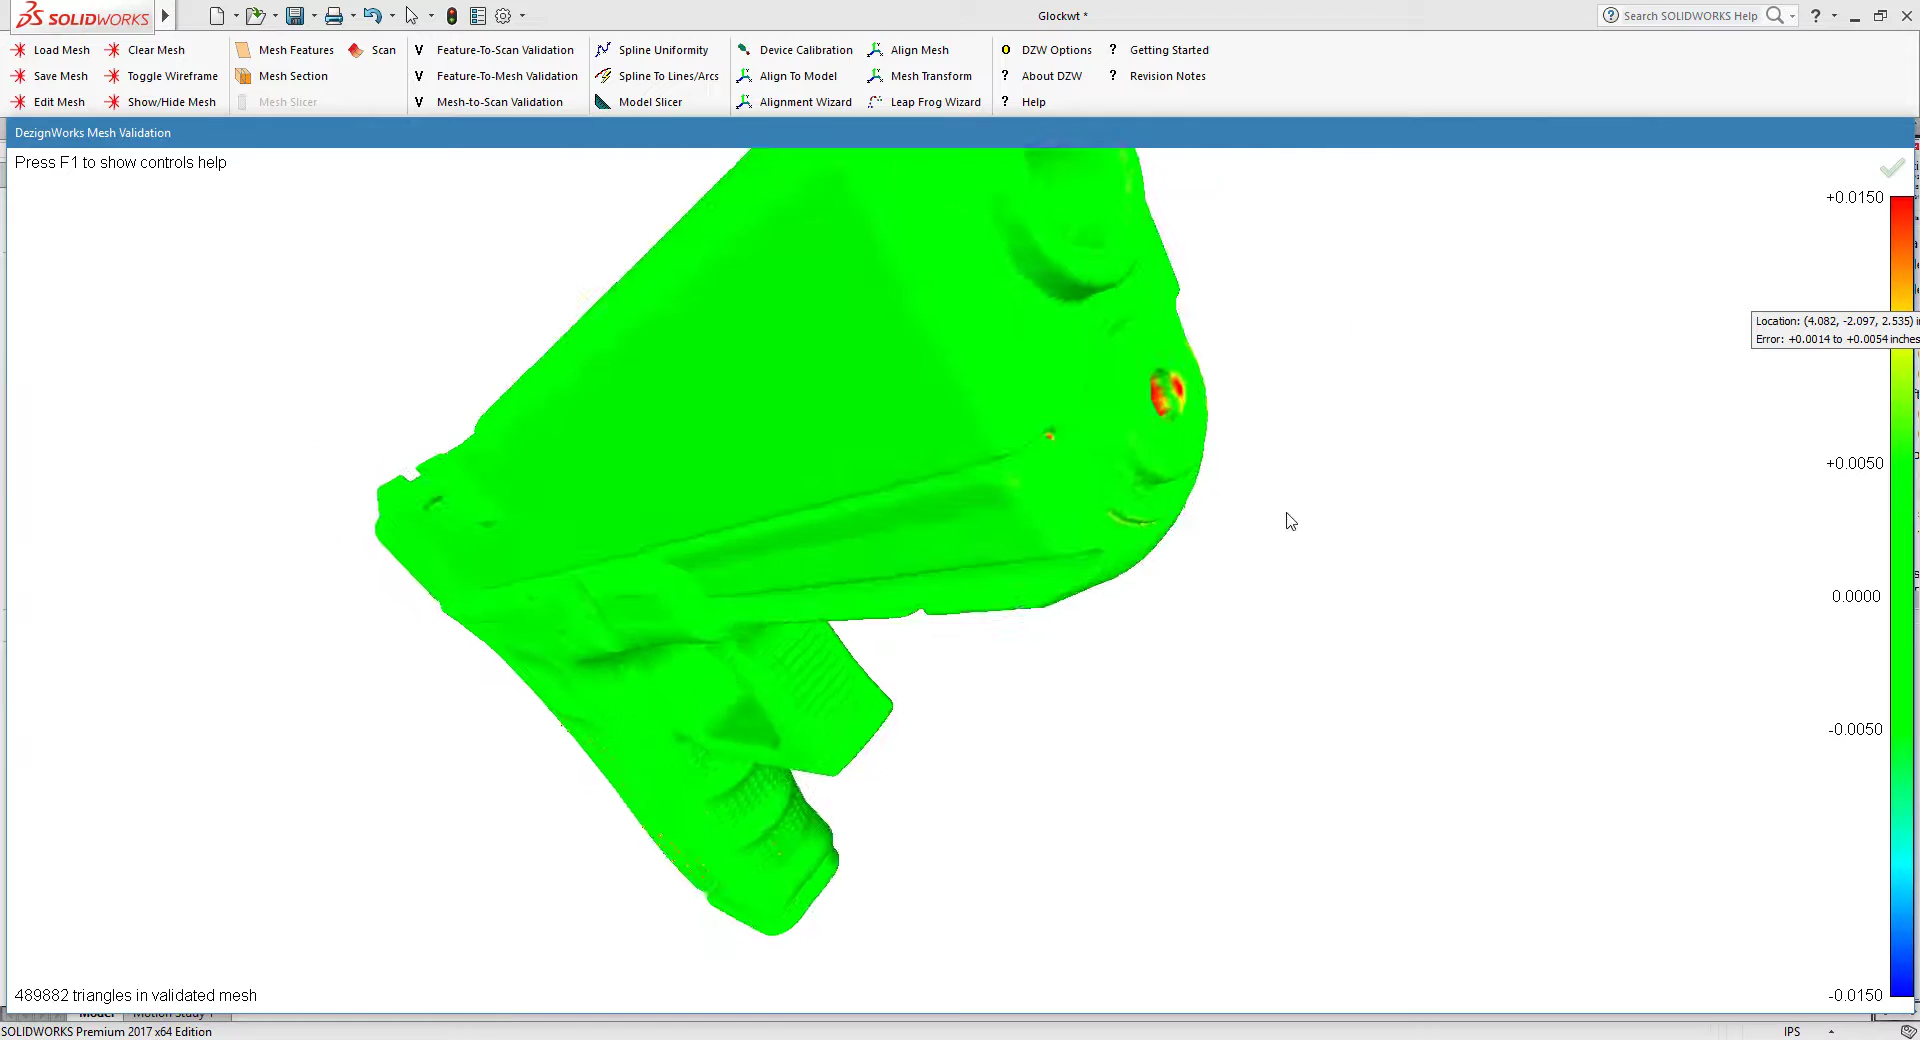 SOLIDWORKS
Glockwt *
Search SOLIDWORKS Help
Load Mesh
Clear Mesh
Mesh Features
Scan
Feature-To-Scan Validation
Spline Uniformity
Device Calibration
Align Mesh
DZW Options
Getting Started
Save Mesh
Toggle Wireframe
Mesh Section
Feature-To-Mesh Validation
Spline To Lines/Arcs
Align To Model
Mesh Transform
About DZW
Revision Notes
Edit Mesh
Show/Hide Mesh
Mesh Slicer
Mesh-to-Scan Validation
Model Slicer
Alignment Wizard
Leap Frog Wizard
Help
DezignWorks Mesh Validation
Press F1 to show controls help
+0.0150
Location: (4.082, -2.097, 2.535) i
Error: +0.0014 to +0.0054 inches
+0.0050
0.0000
-0.0050
-0.0150
489882 triangles in validated mesh
Model
Motion Study 1
SOLIDWORKS Premium 2017 x64 Edition
IPS